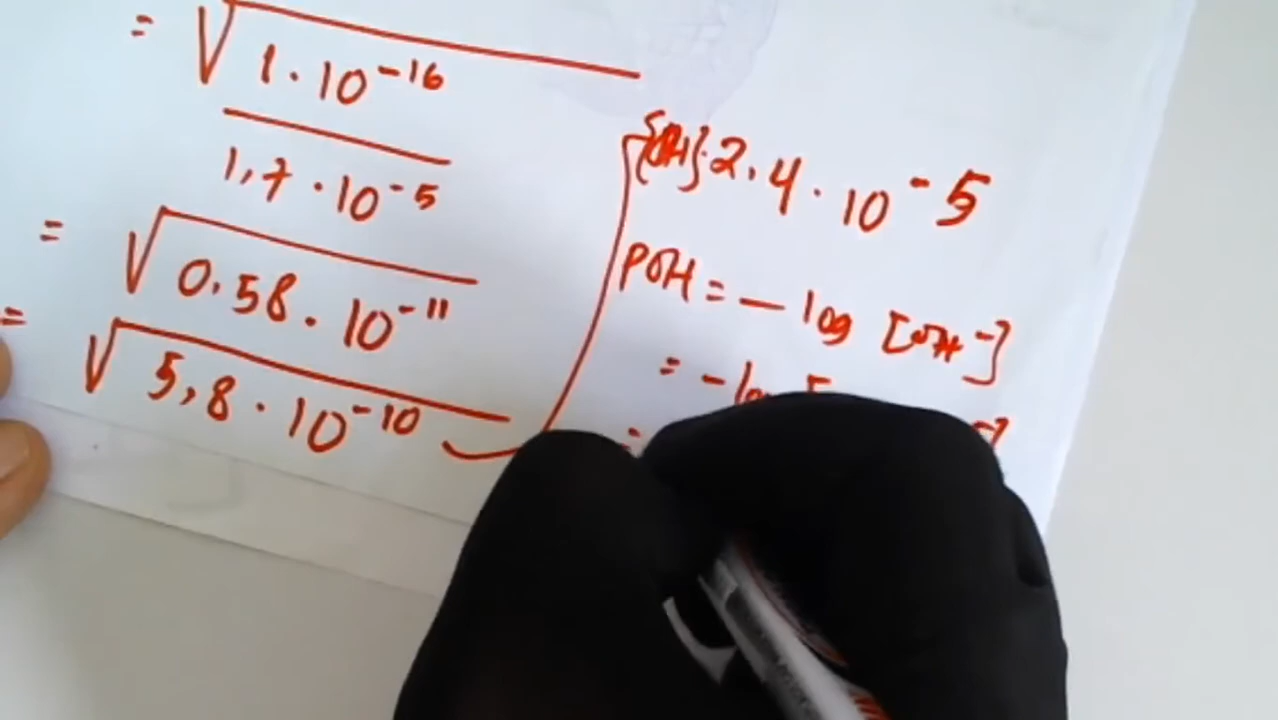 = √1 · 10⁻¹⁶
1,7 · 10⁻⁵
= √0.58 · 10⁻¹¹
= √5,8 · 10⁻¹⁰
[OH] · 2.4 · 10⁻⁵
POH = – log [OH⁻]
= - log [
=